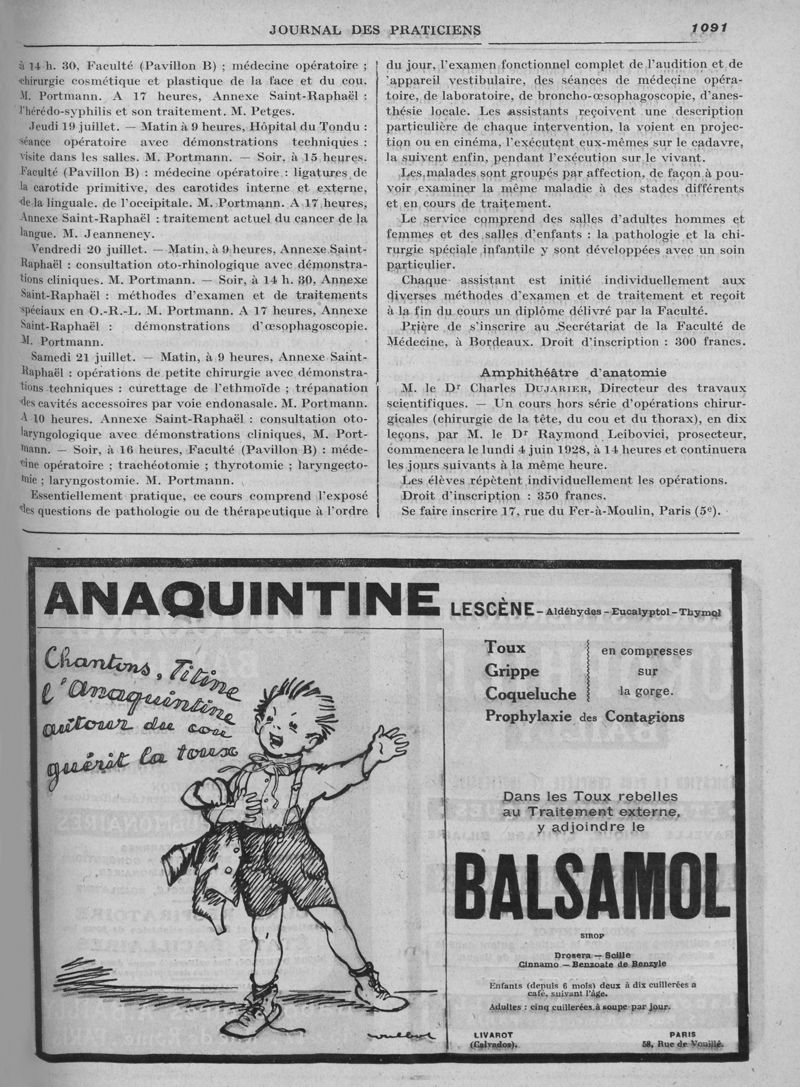 JOURNAL DES PRATICIENS
1091
à 14 h. 30, Faculté (Pavillon B) ; médecine opératoire ;
chirurgie cosmétique et plastique de la face et du cou.
M. Portmann. A 17 heures, Annexe Saint-Raphaël :
l'hérédo-syphilis et son traitement. M. Petges.
Jeudi 19 juillet. — Matin à 9 heures, Hôpital du Tondu :
séance opératoire avec démonstrations techniques :
visite dans les salles. M. Portmann. — Soir, à 15 heures.
Faculté (Pavillon B) : médecine opératoire : ligatures de
la carotide primitive, des carotides interne et externe,
de la linguale. de l'occipitale. M. Portmann. A 17 heures,
Annexe Saint-Raphaël : traitement actuel du cancer de la
langue. M. Jeanneney.
Vendredi 20 juillet. — Matin, à 9 heures, Annexe Saint-
Raphaël : consultation oto-rhinologique avec démonstra-
tions cliniques. M. Portmann. — Soir, à 14 h. 30, Annexe
Saint-Raphaël : méthodes d'examen et de traitements
spéciaux en O.-R.-L. M. Portmann. A 17 heures, Annexe
Saint-Raphaël : démonstrations d'œsophagoscopie.
M. Portmann.
Samedi 21 juillet. — Matin, à 9 heures, Annexe Saint-
Raphaël : opérations de petite chirurgie avec démonstra-
tions techniques : curettage de l'ethmoïde ; trépanation
des cavités accessoires par voie endonasale. M. Portmann.
A 10 heures. Annexe Saint-Raphaël : consultation oto-
laryngologique avec démonstrations cliniques, M. Port-
mann. — Soir, à 16 heures, Faculté (Pavillon B) : méde-
cine opératoire ; trachéotomie ; thyrotomie ; laryngecto-
mie ; laryngostomie. M. Portmann.
Essentiellement pratique, ce cours comprend l'exposé
des questions de pathologie ou de thérapeutique à l'ordre
du jour, l'examen fonctionnel complet de l'audition et de
'appareil vestibulaire, des séances de médecine opéra-
toire, de laboratoire, de broncho-œsophagoscopie, d'anes-
thésie locale. Les assistants reçoivent une description
particulière de chaque intervention, la voient en projec-
tion ou en cinéma, l'exécutent eux-mêmes sur le cadavre,
la suivent enfin, pendant l'exécution sur le vivant.
Les malades sont groupés par affection, de façon à pou-
voir examiner la même maladie à des stades différents
et en cours de traitement.
Le service comprend des salles d'adultes hommes et
femmes et des salles d'enfants : la pathologie et la chi-
rurgie spéciale infantile y sont développées avec un soin
particulier.
Chaque assistant est initié individuellement aux
diverses méthodes d'examen et de traitement et reçoit
à la fin du cours un diplôme délivré par la Faculté.
Prière de s'inscrire au Secrétariat de la Faculté de
Médecine, à Bordeaux. Droit d'inscription : 300 francs.
Amphithéâtre d'anatomie
M. le Dr Charles DUJARIER, Directeur des travaux
scientifiques. — Un cours hors série d'opérations chirur-
gicales (chirurgie de la tête, du cou et du thorax), en dix
leçons, par M. le Dr Raymond Leibovici, prosecteur,
commencera le lundi 4 juin 1928, à 14 heures et continuera
les jours suivants à la même heure.
Les élèves répètent individuellement les opérations.
Droit d'inscription : 350 francs.
Se faire inscrire 17, rue du Fer-à-Moulin, Paris (5e).
ANAQUINTINE LESCÈNE - Aldéhydes - Eucalyptol - Thymol
Chantons, Titine
l'Anaquintine
autour du cou
guérit la toux
Toux
Grippe
Coqueluche
en compresses
sur
la gorge.
Prophylaxie des Contagions
Dans les Toux rebelles
au Traitement externe,
y adjoindre le
BALSAMOL
SIROP
Drosera — Scille
Cinnamo — Benzoate de Benzyle
Enfants (depuis 6 mois) deux à dix cuillerées à
café, suivant l'âge.
Adultes : cinq cuillerées à soupe par jour.
LIVAROT
(Calvados).
PARIS
58, Rue de Vouillé.